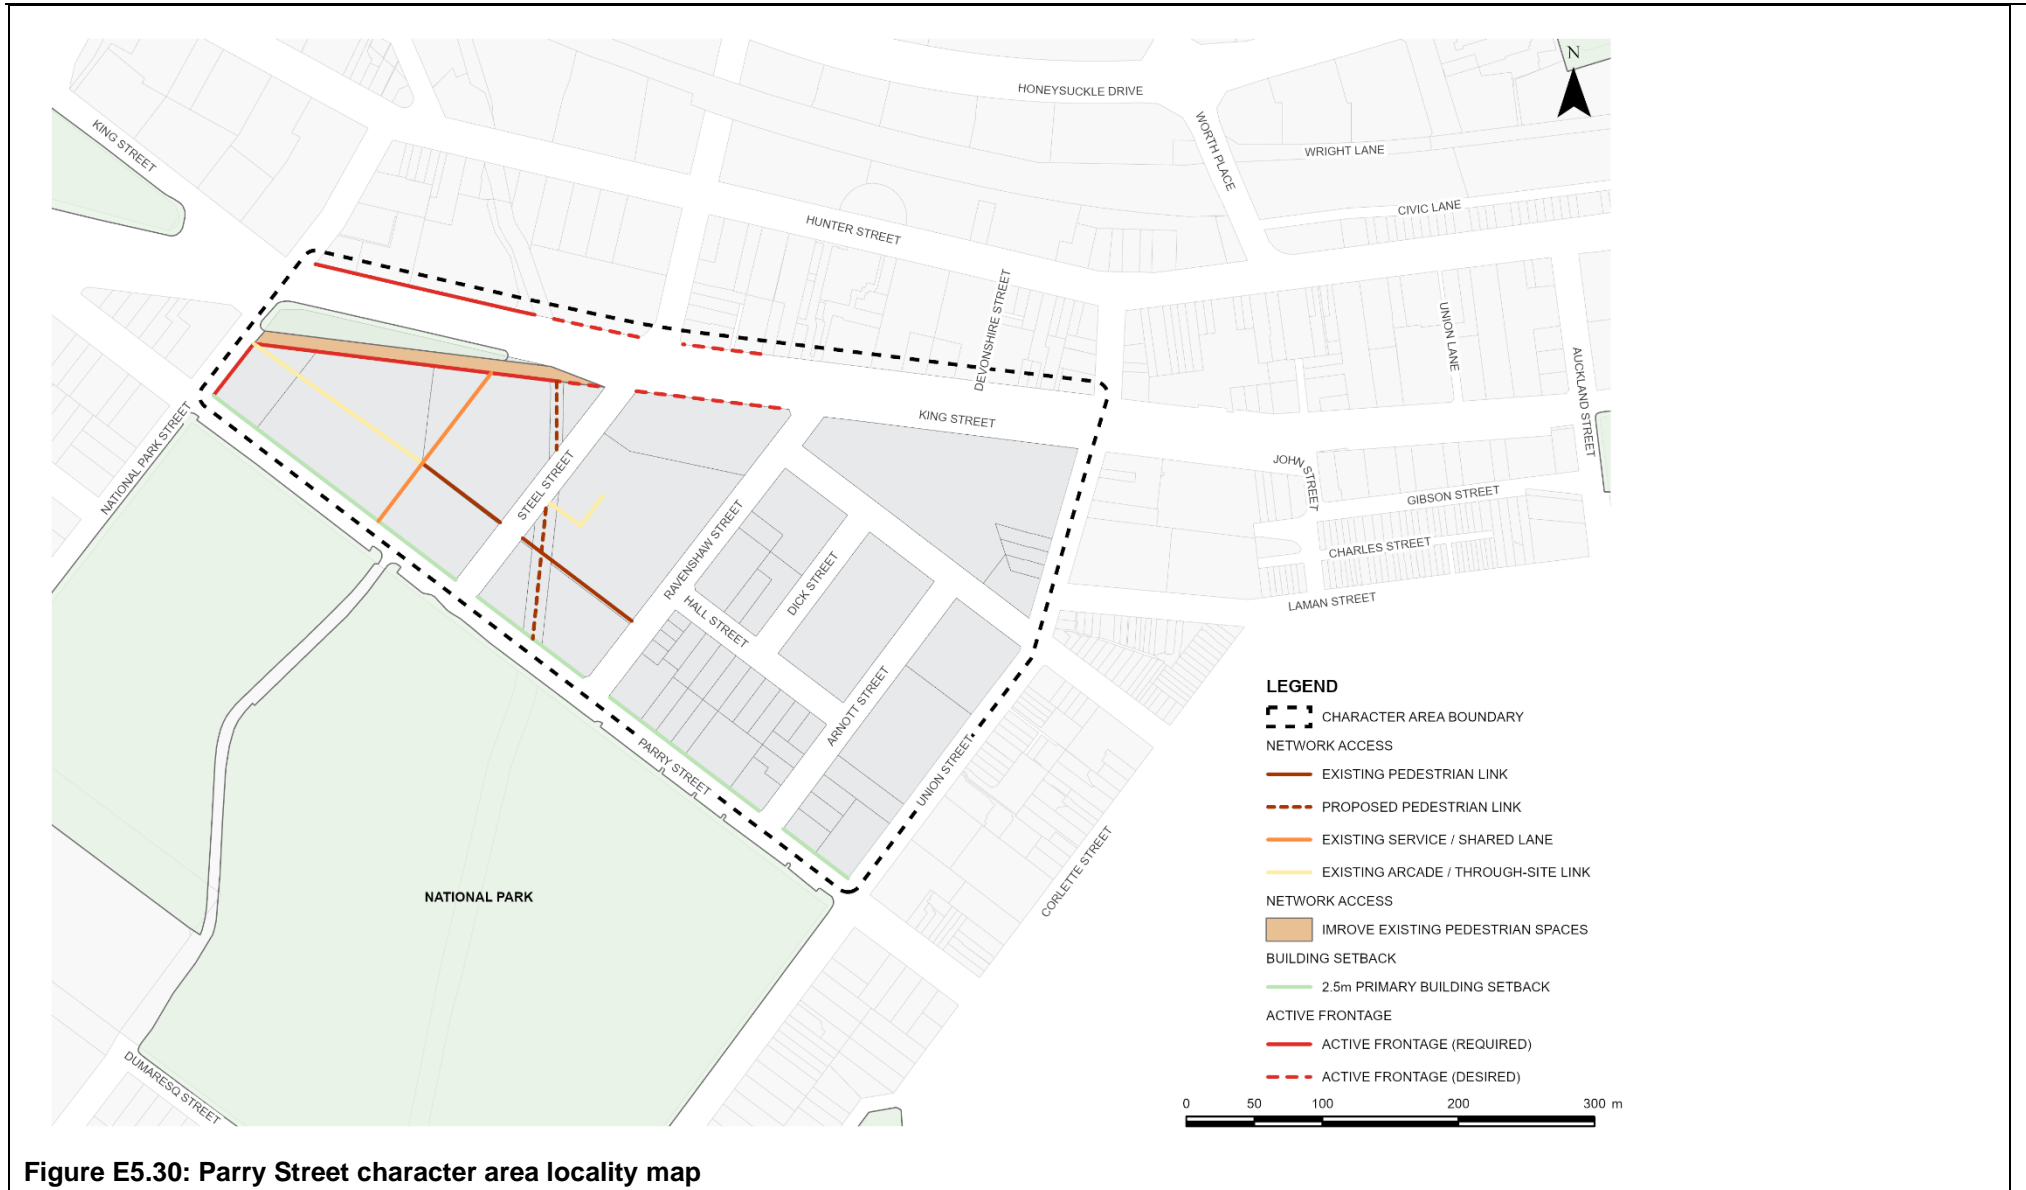 N
HONEYSUCKLE DRIVE
KING STREET
WORTH PLACE
WRIGHT LANE
CIVIC LANE
HUNTER STREET
DEVONSHIRE STREET
UNION LANE
AUCKLAND STREET
NATIONAL PARK STREET
KING STREET
JOHN STREET
GIBSON STREET
STEEL STREET
RAVENSHAW STREET
CHARLES STREET
DICK STREET
LAMAN STREET
HALL STREET
ARNOTT STREET
PARRY STREET
UNION STREET
CORLETTE STREET
NATIONAL PARK
DUMARESQ STREET
LEGEND
CHARACTER AREA BOUNDARY
NETWORK ACCESS
EXISTING PEDESTRIAN LINK
PROPOSED PEDESTRIAN LINK
EXISTING SERVICE / SHARED LANE
EXISTING ARCADE / THROUGH-SITE LINK
NETWORK ACCESS
IMROVE EXISTING PEDESTRIAN SPACES
BUILDING SETBACK
2.5m PRIMARY BUILDING SETBACK
ACTIVE FRONTAGE
ACTIVE FRONTAGE (REQUIRED)
ACTIVE FRONTAGE (DESIRED)
0 50 100 200 300 m
Figure E5.30: Parry Street character area locality map